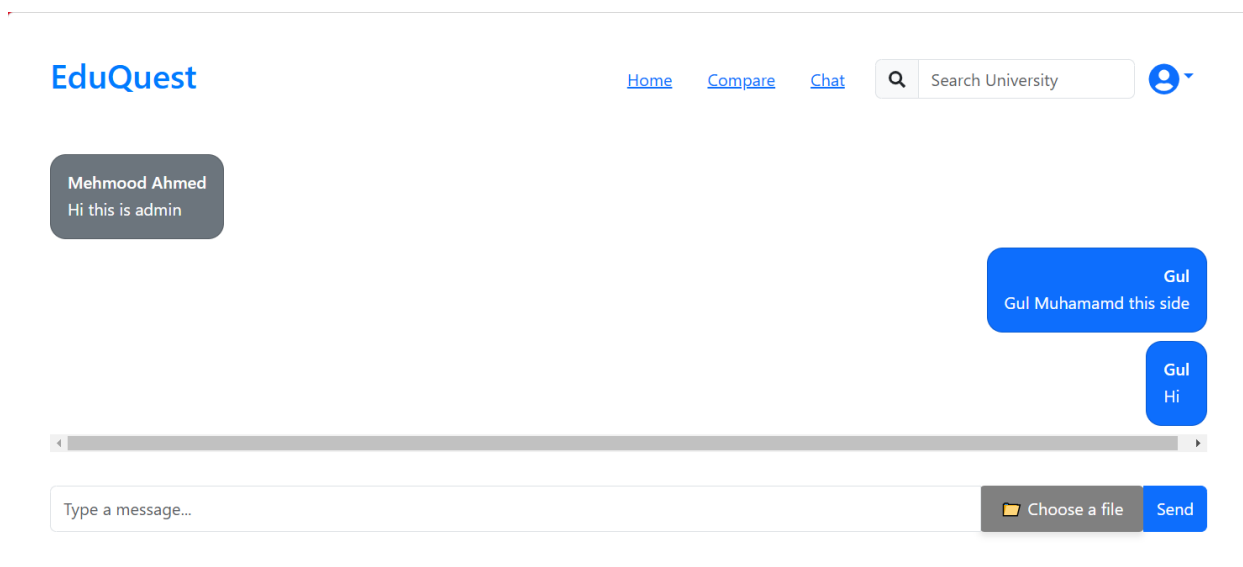 EduQuest
Home Compare Chat Search University
Mehmood Ahmed
Hi this is admin
Gul
Gul Muhamamd this side
Gul
Hi
Type a message... Choose a file Send